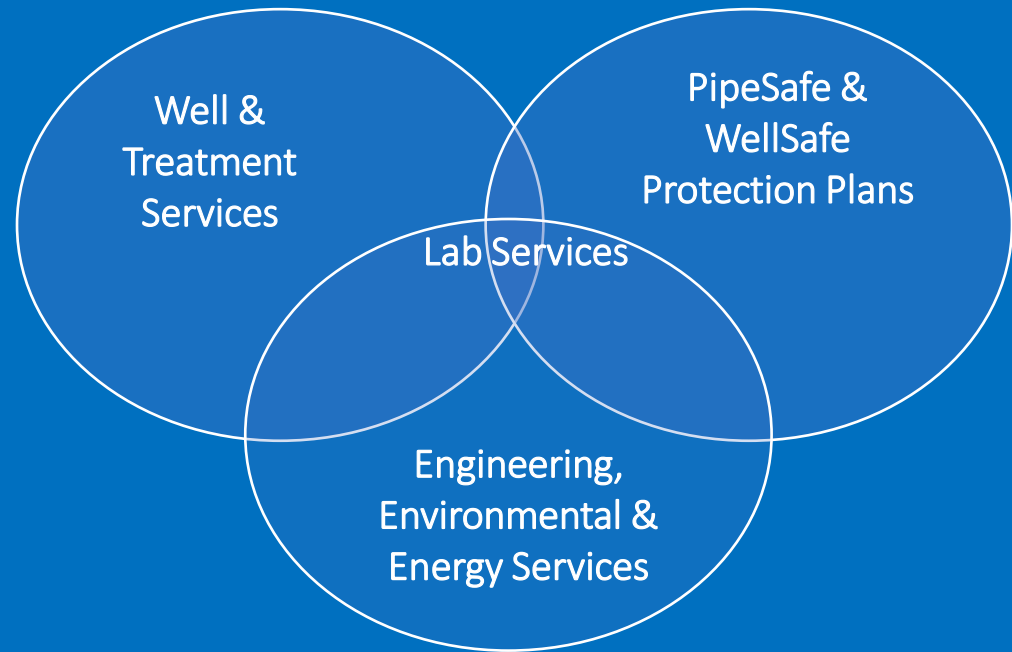 Well &
Treatment
Services
PipeSafe &
WellSafe
Protection Plans
Lab Services
Engineering,
Environmental &
Energy Services